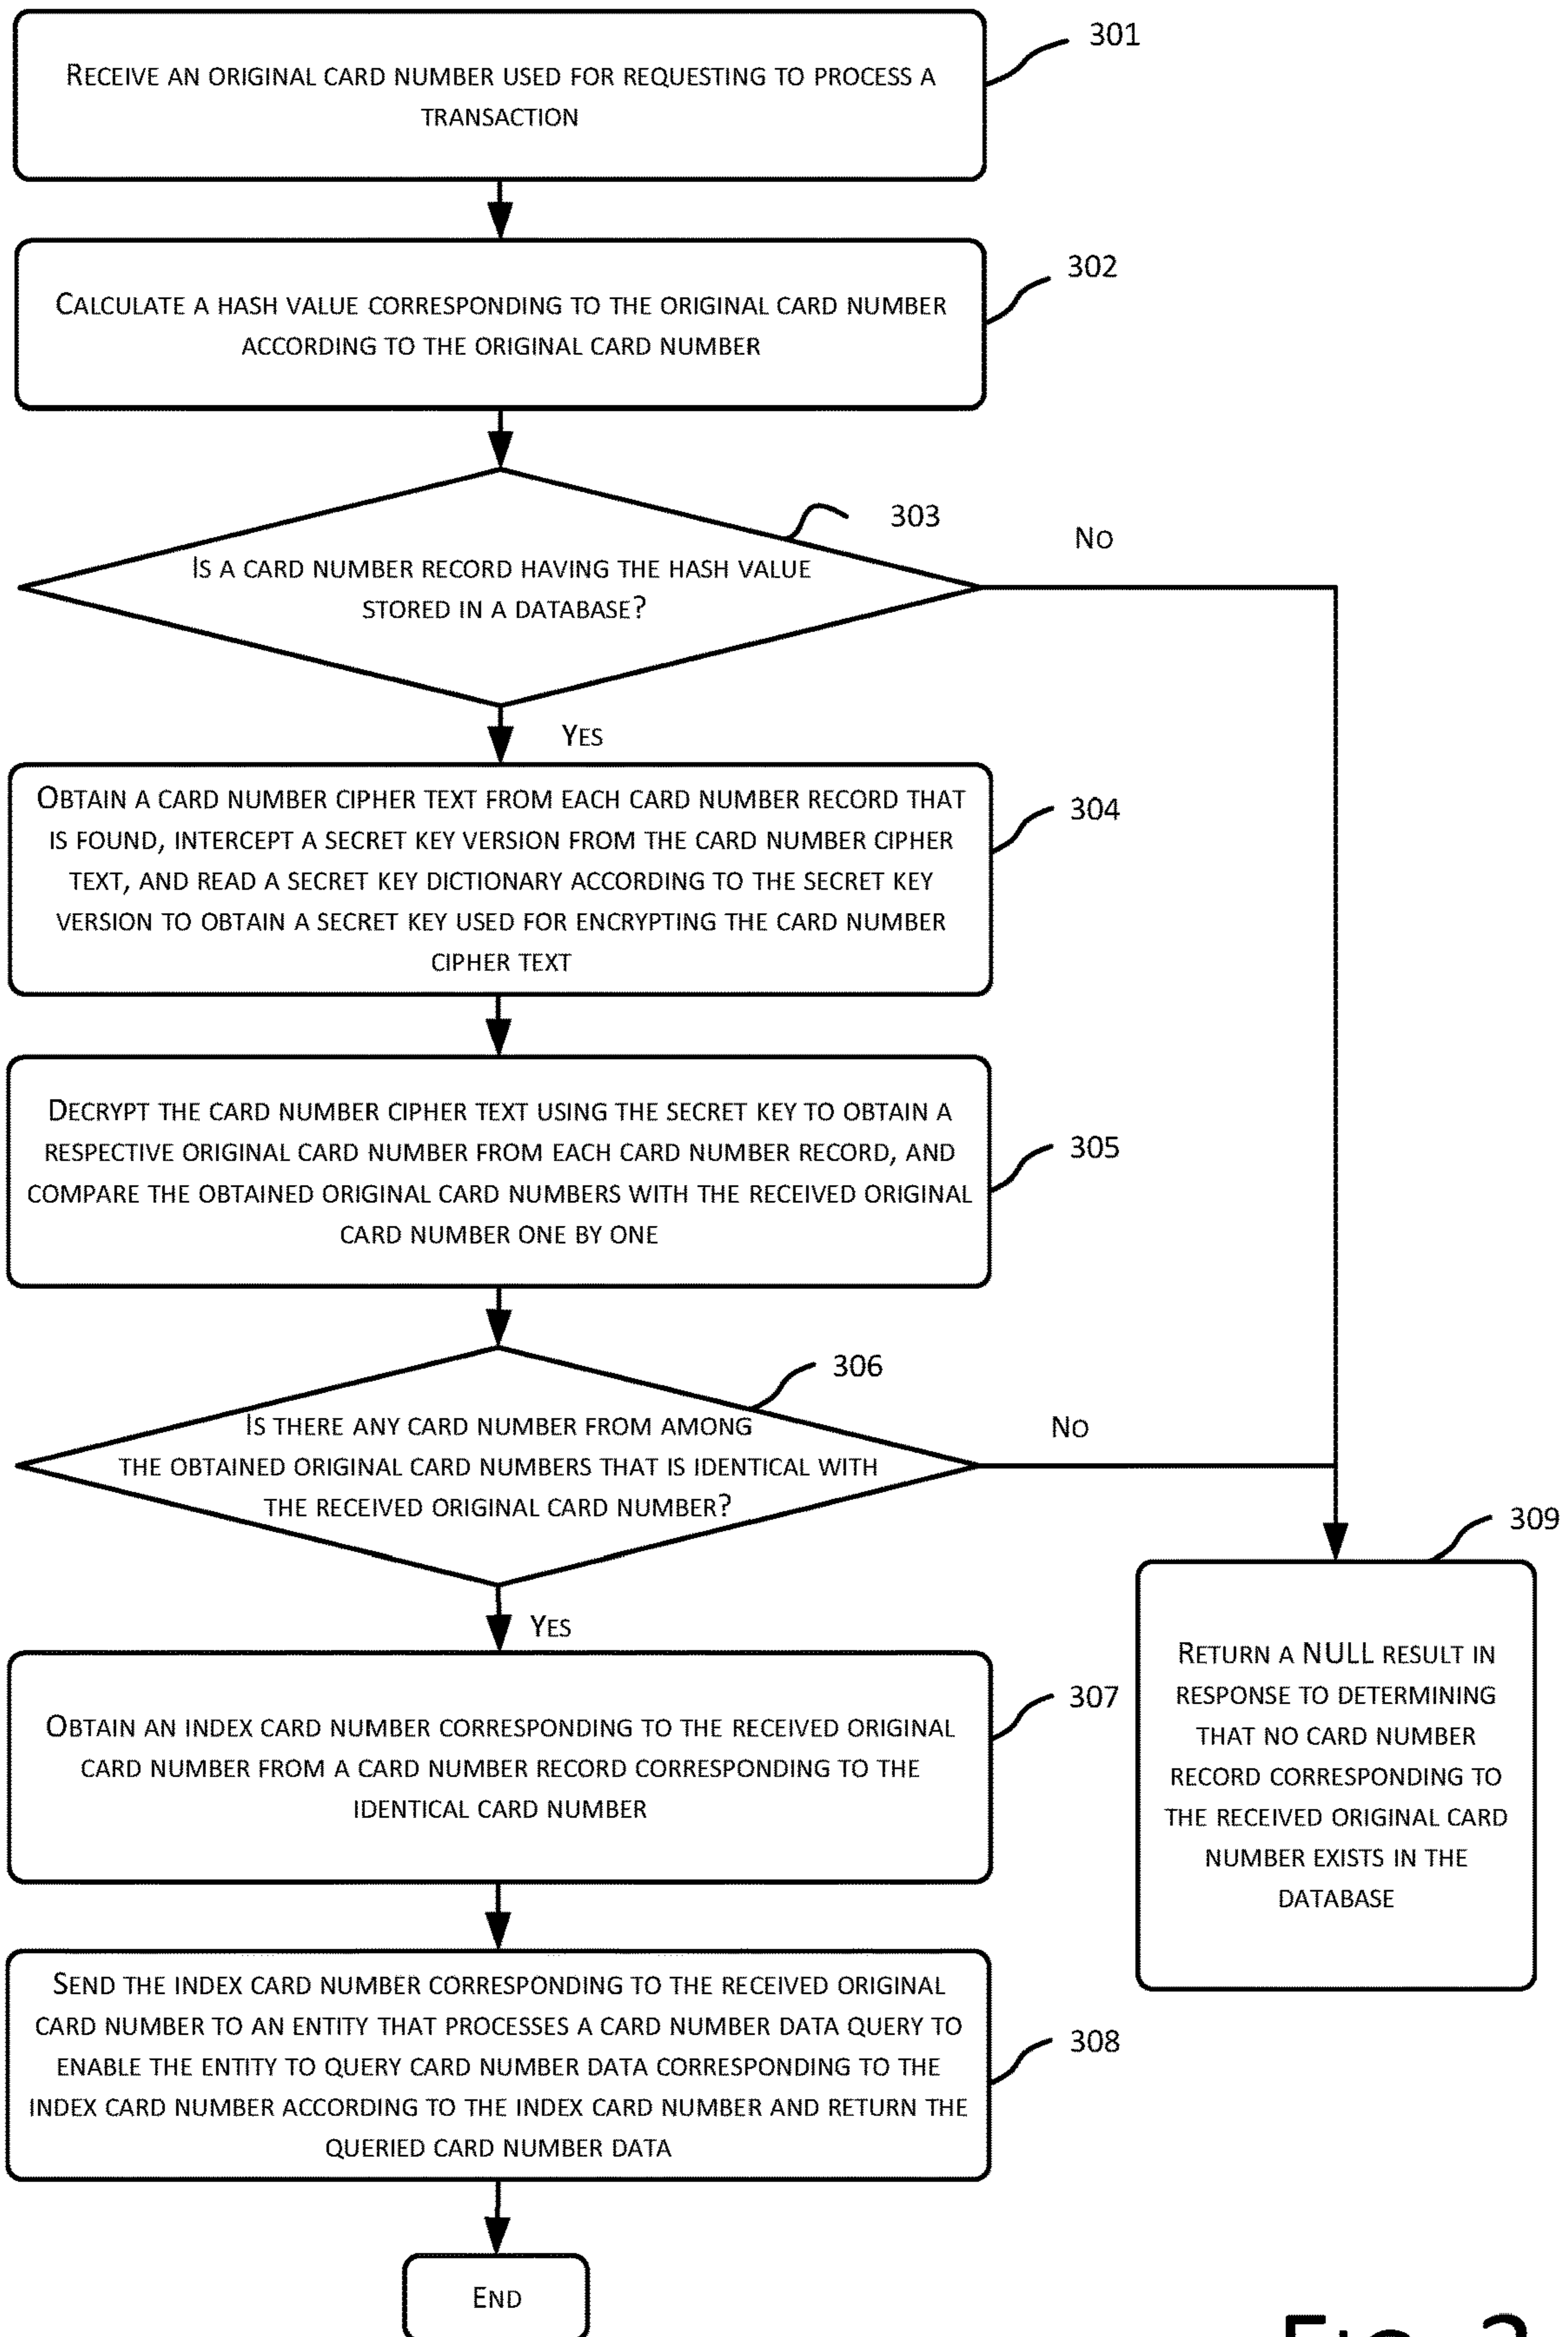 RECEIVE AN ORIGINAL CARD NUMBER USED FOR REQUESTING TO PROCESS A
TRANSACTION
301
CALCULATE A HASH VALUE CORRESPONDING TO THE ORIGINAL CARD NUMBER
ACCORDING TO THE ORIGINAL CARD NUMBER
302
IS A CARD NUMBER RECORD HAVING THE HASH VALUE
STORED IN A DATABASE?
303
NO
YES
OBTAIN A CARD NUMBER CIPHER TEXT FROM EACH CARD NUMBER RECORD THAT
IS FOUND, INTERCEPT A SECRET KEY VERSION FROM THE CARD NUMBER CIPHER
TEXT, AND READ A SECRET KEY DICTIONARY ACCORDING TO THE SECRET KEY
VERSION TO OBTAIN A SECRET KEY USED FOR ENCRYPTING THE CARD NUMBER
CIPHER TEXT
304
DECRYPT THE CARD NUMBER CIPHER TEXT USING THE SECRET KEY TO OBTAIN A
RESPECTIVE ORIGINAL CARD NUMBER FROM EACH CARD NUMBER RECORD, AND
COMPARE THE OBTAINED ORIGINAL CARD NUMBERS WITH THE RECEIVED ORIGINAL
CARD NUMBER ONE BY ONE
305
IS THERE ANY CARD NUMBER FROM AMONG
THE OBTAINED ORIGINAL CARD NUMBERS THAT IS IDENTICAL WITH
THE RECEIVED ORIGINAL CARD NUMBER?
306
NO
YES
OBTAIN AN INDEX CARD NUMBER CORRESPONDING TO THE RECEIVED ORIGINAL
CARD NUMBER FROM A CARD NUMBER RECORD CORRESPONDING TO THE
IDENTICAL CARD NUMBER
307
309
RETURN A NULL RESULT IN
RESPONSE TO DETERMINING
THAT NO CARD NUMBER
RECORD CORRESPONDING TO
THE RECEIVED ORIGINAL CARD
NUMBER EXISTS IN THE
DATABASE
SEND THE INDEX CARD NUMBER CORRESPONDING TO THE RECEIVED ORIGINAL
CARD NUMBER TO AN ENTITY THAT PROCESSES A CARD NUMBER DATA QUERY TO
ENABLE THE ENTITY TO QUERY CARD NUMBER DATA CORRESPONDING TO THE
INDEX CARD NUMBER ACCORDING TO THE INDEX CARD NUMBER AND RETURN THE
QUERIED CARD NUMBER DATA
308
END